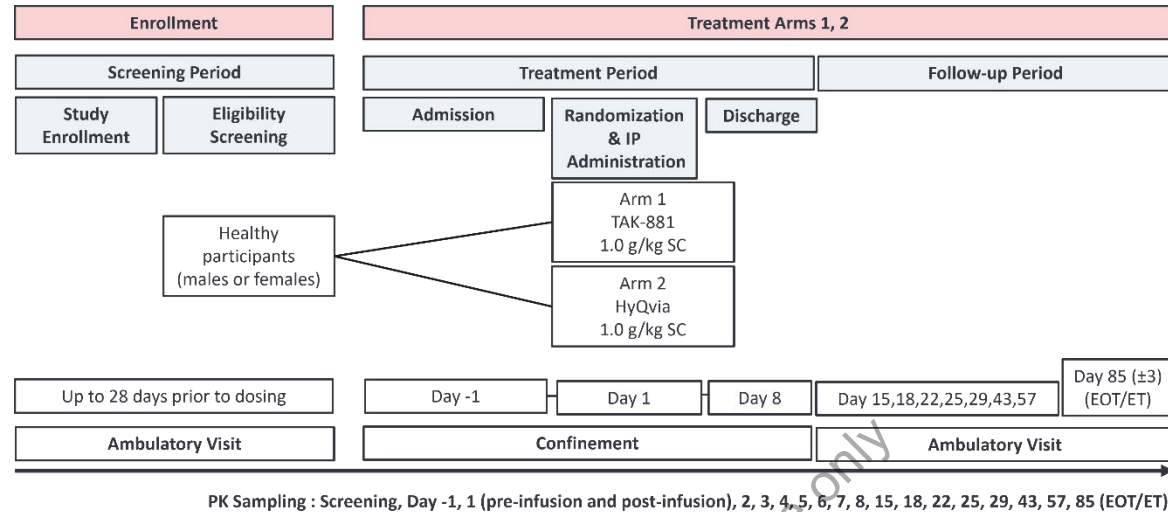 Enrollment
Treatment Arms 1, 2
Screening Period
Treatment Period
Follow-up Period
Study
Enrollment
Eligibility
Screening
Admission
Randomization
& IP
Administration
Discharge
Healthy
participants
(males or females)
Arm 1
TAK-881
1.0 g/kg SC
Arm 2
HyQvia
1.0 g/kg SC
Up to 28 days prior to dosing
Day -1
Day 1
Day 8
Day 15,18,22,25,29,43,57
Day 85 (±3)
(EOT/ET)
Ambulatory Visit
Confinement
Ambulatory Visit
only
PK Sampling : Screening, Day -1, 1 (pre-infusion and post-infusion), 2, 3, 4, 5, 6, 7, 8, 15, 18, 22, 25, 29, 43, 57, 85 (EOT/ET)